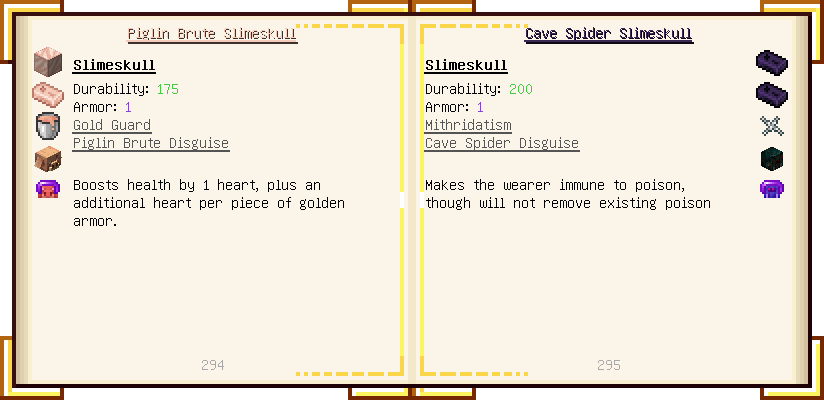 Piglin Brute Slimeskull
Slimeskull
Durability: 175
Armor: 1
Gold Guard
Piglin Brute Disguise
Boosts health by 1 heart, plus an
additional heart per piece of golden
armor.
294
Cave Spider Slimeskull
Slimeskull
Durability: 200
Armor: 1
Mithridatism
Cave Spider Disguise
Makes the wearer immune to poison,
though will not remove existing poison
295